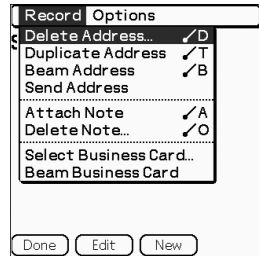 Record Options
Delete Address... /D
Duplicate Address /T
Beam Address /B
Send Address
Attach Note /A
Delete Note... /O
Select Business Card...
Beam Business Card
Done Edit New